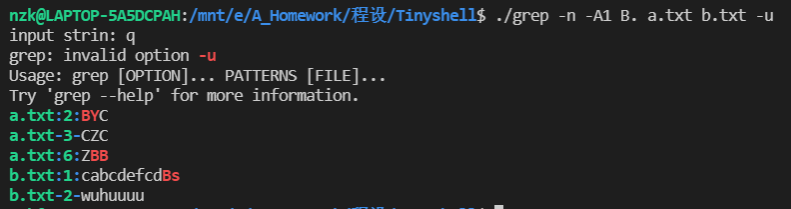 nzk@LAPTOP-5A5DCPAH:/mnt/e/A_Homework/程设/Tinyshell$ ./grep -n -A1 B. a.txt b.txt -u
input strin: q
grep: invalid option -u
Usage: grep [OPTION]... PATTERNS [FILE]...
Try 'grep --help' for more information.
a.txt:2:BYC
a.txt-3-CZC
a.txt:6:ZBB
b.txt:1:cabcdefcdBs
b.txt-2-wuhuuuu